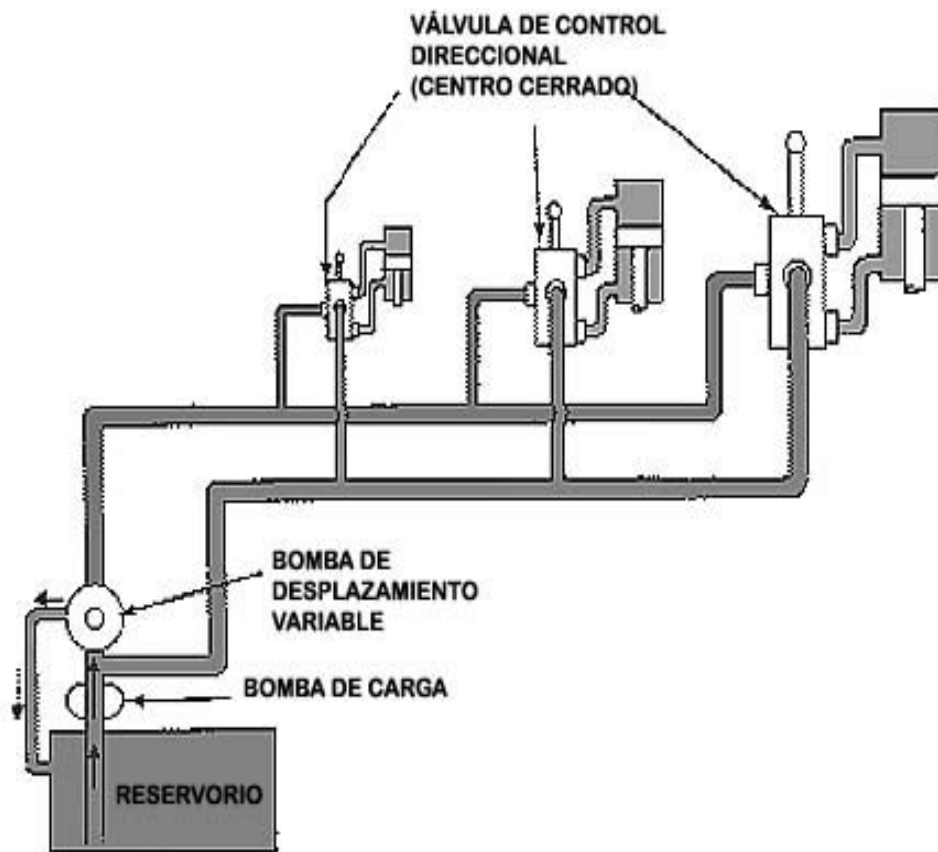 VÁLVULA DE CONTROL
DIRECCIONAL
(CENTRO CERRADO)
BOMBA DE
DESPLAZAMIENTO
VARIABLE
BOMBA DE CARGA
RESERVORIO